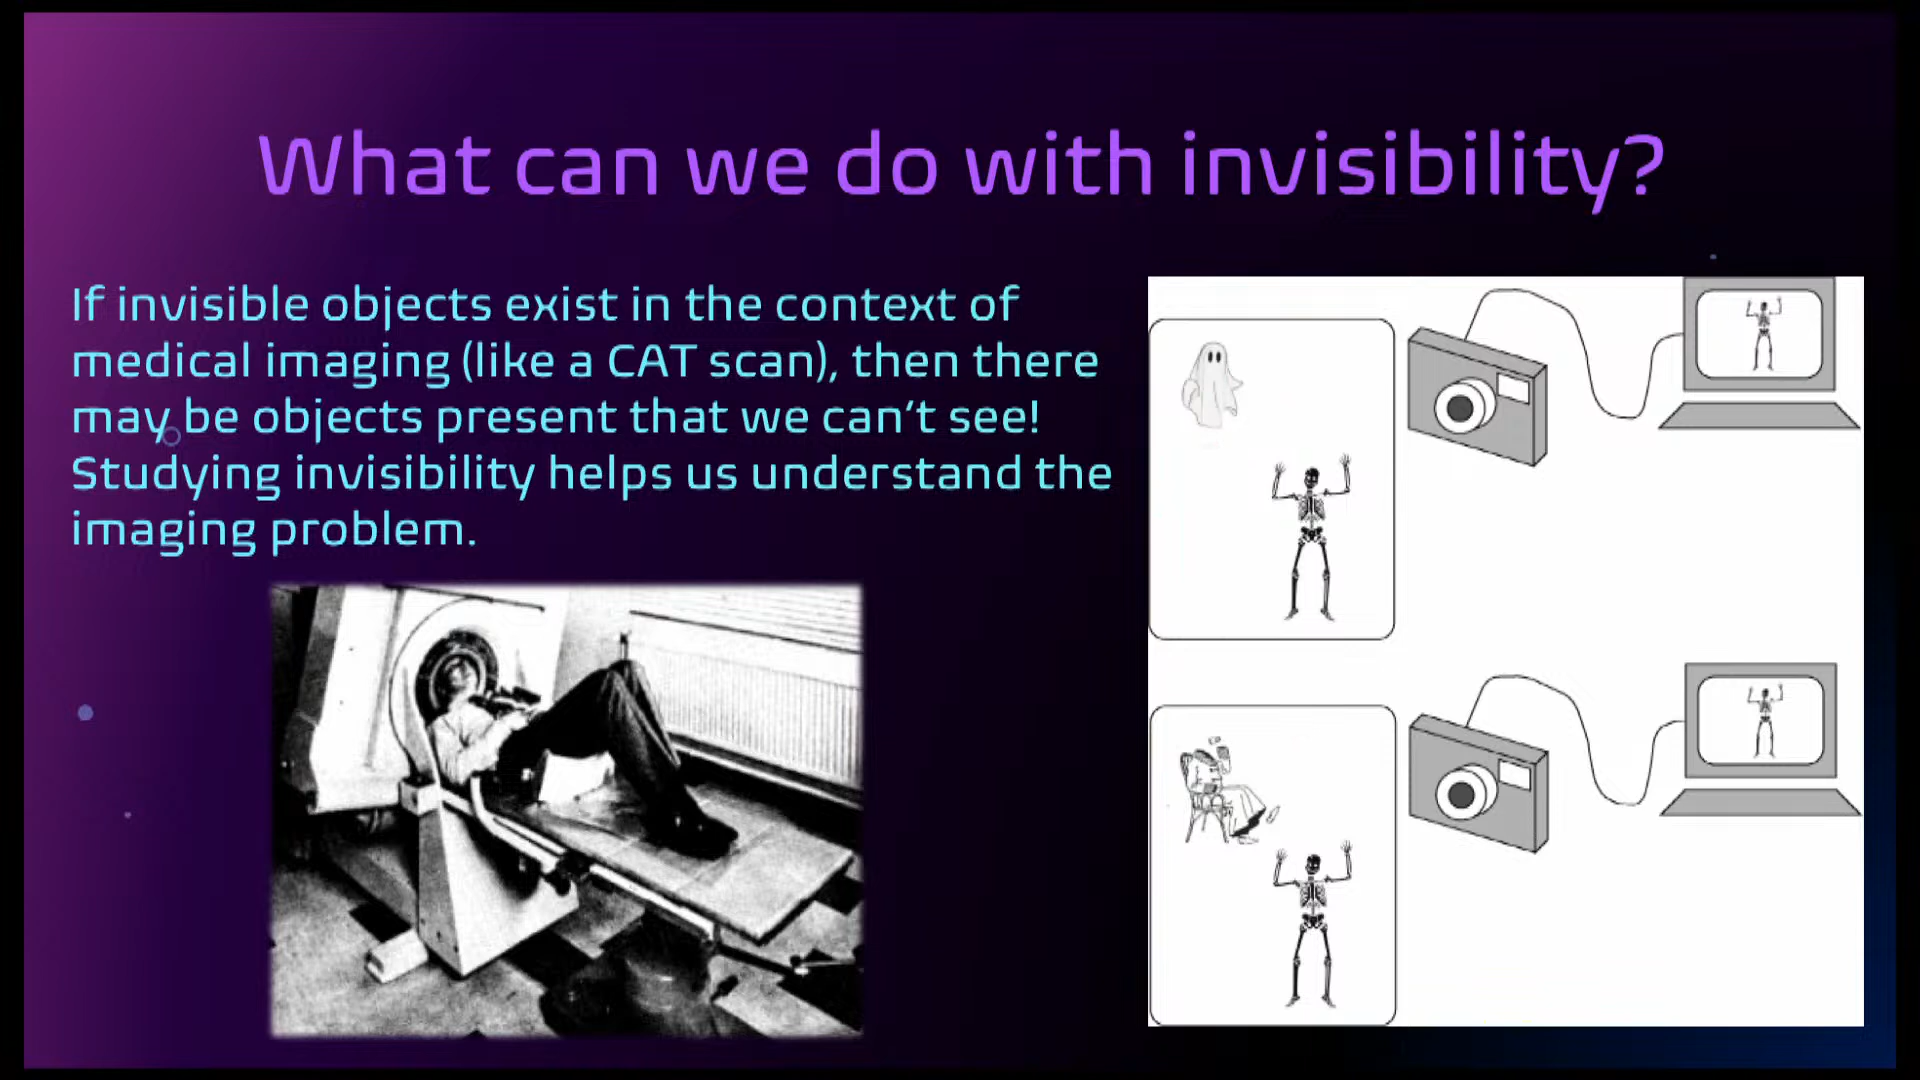 What can we do with invisibility?
If invisible objects exist in the context of
medical imaging (like a CAT scan), then there
may be objects present that we can’t see!
Studying invisibility helps us understand the
imaging problem.